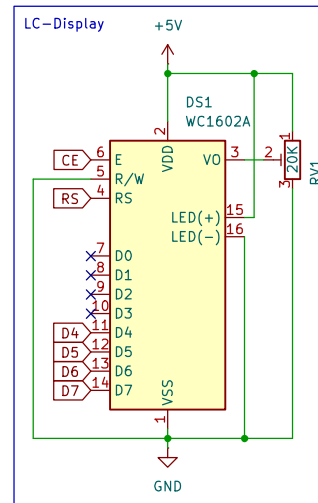 LC-Display
+5V
DS1
WC1602A
2
VDD
1
CE 6 E
VO 3 2
20K
5 R/W
RS 4 RS
3
RV1
LED(+) 15
LED(-) 16
7 D0
8 D1
9 D2
10 D3
D4 11 D4
D5 12 D5
D6 13 D6
D7 14 D7
VSS
1
GND